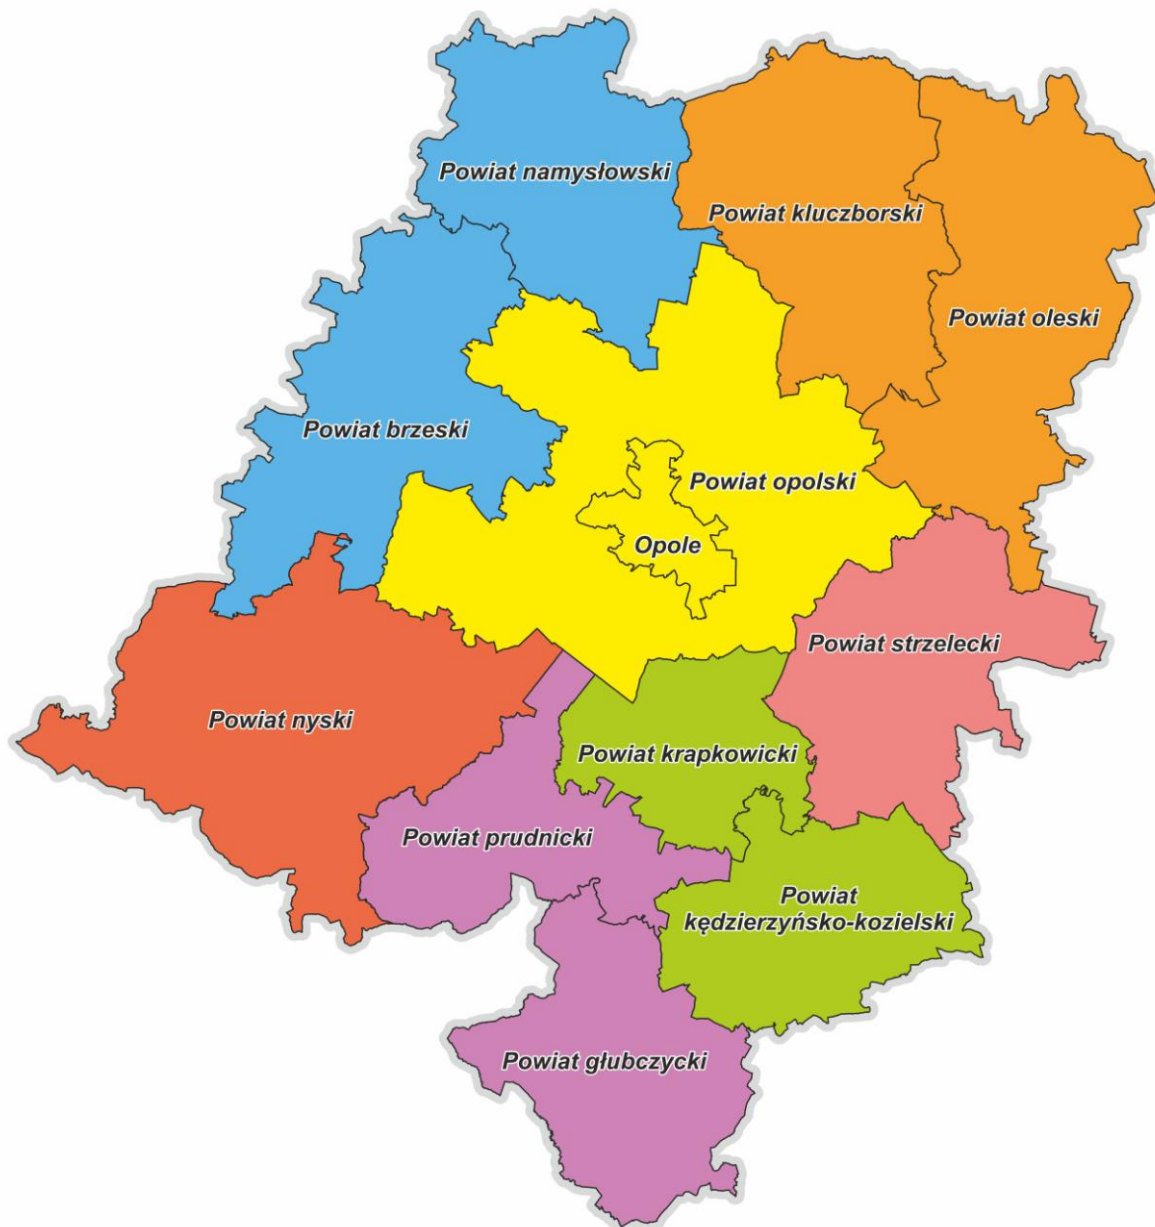 Powiat namysłowski
Powiat kluczborski
Powiat oleski
Powiat brzeski
Powiat opolski
Opole
Powiat strzelecki
Powiat nyski
Powiat krapkowicki
Powiat prudnicki
Powiat
kędzierzyńsko-kozielski
Powiat głubczycki